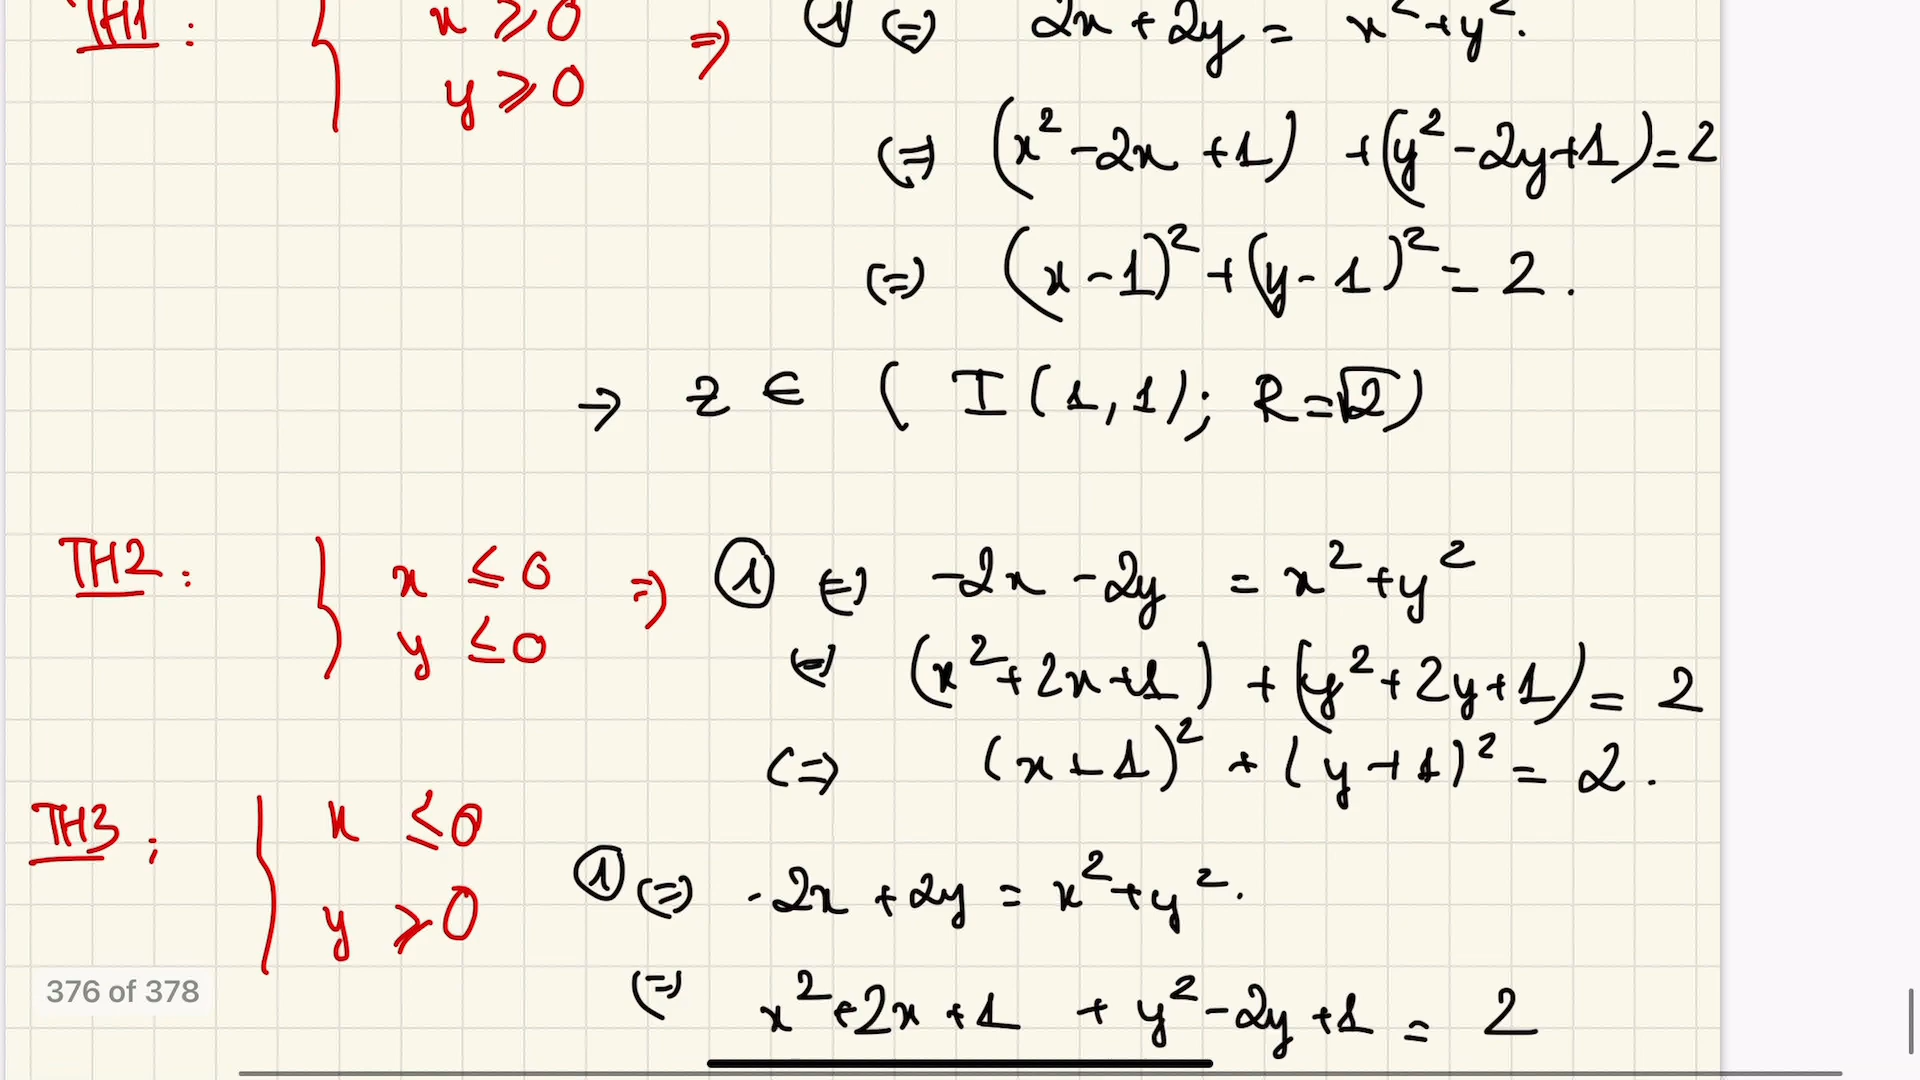 TH1 : { x ⩾ 0 => (1) (=) 2x + 2y = x² + y².
y ⩾ 0
(=) (x² - 2x + 1) + (y² - 2y + 1) = 2
(=) (x - 1)² + (y - 1)² = 2.
→ z ∈ ( I (1, 1); R = √2)
TH2 : { x ≤ 0 => (1) (=) -2x - 2y = x² + y²
y ≤ 0
(=) (x² + 2x + 1) + (y² + 2y + 1) = 2
(=>) (x + 1)² + (y + 1)² = 2.
TH3 : { x ≤ 0
y ⩾ 0
(1) (=) -2x + 2y = x² + y².
(=) x² + 2x + 1 + y² - 2y + 1 = 2
376 of 378